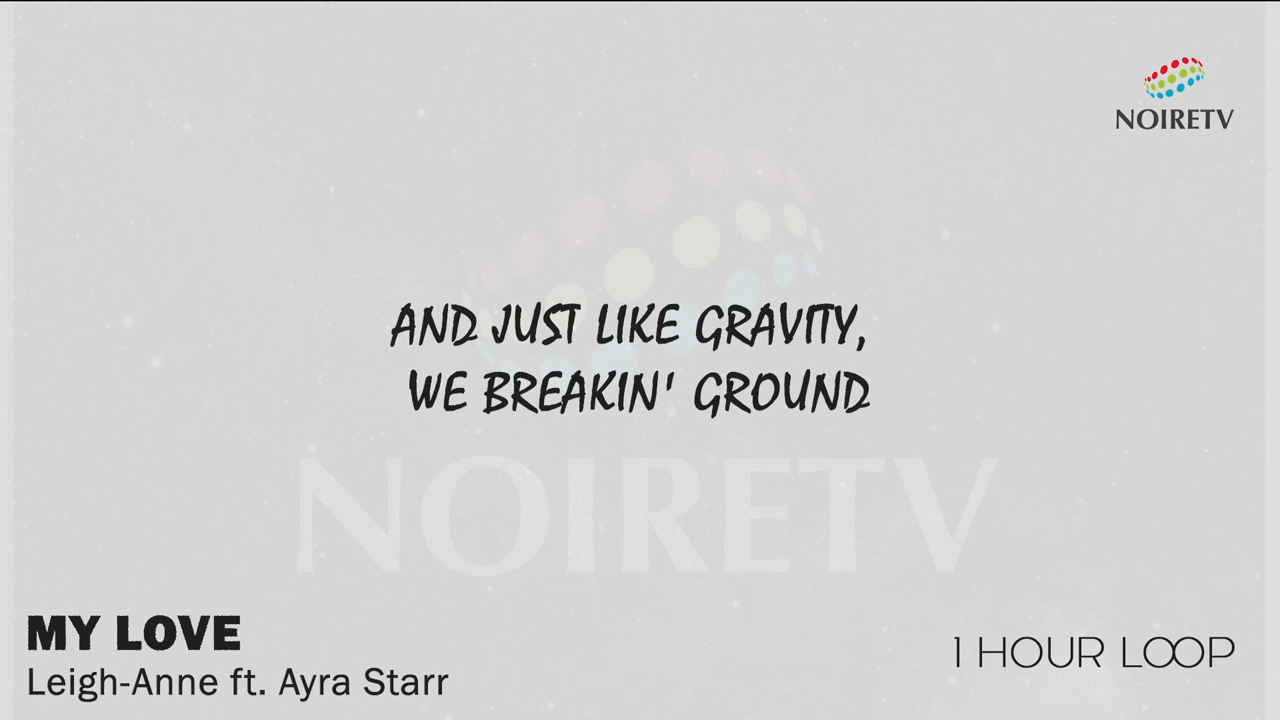 NOIRETV
AND JUST LIKE GRAVITY,
WE BREAKIN' GROUND
NOIRETV
MY LOVE
Leigh-Anne ft. Ayra Starr
1 HOUR LOOP